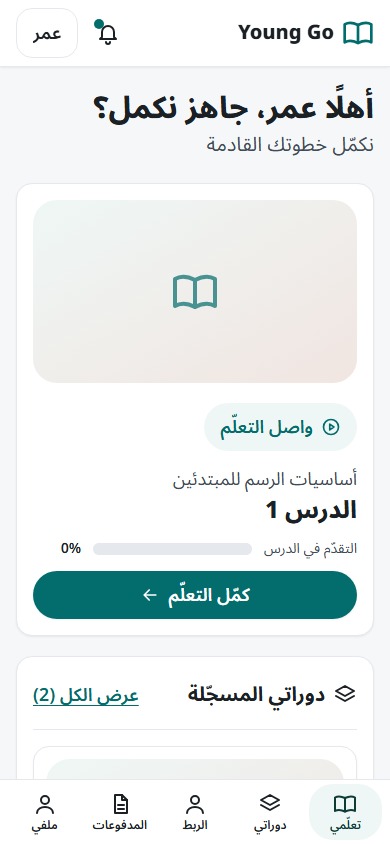 Young Go
عمر
أهلًا عمر، جاهز نكمل؟
نكمّل خطوتك القادمة
واصل التعلّم
أساسيات الرسم للمبتدئين
الدرس 1
التقدّم في الدرس 0%
كمّل التعلّم ←
دوراتي المسجّلة
عرض الكل (2)
تعلّمي
دوراتي
الربط
المدفوعات
ملفي